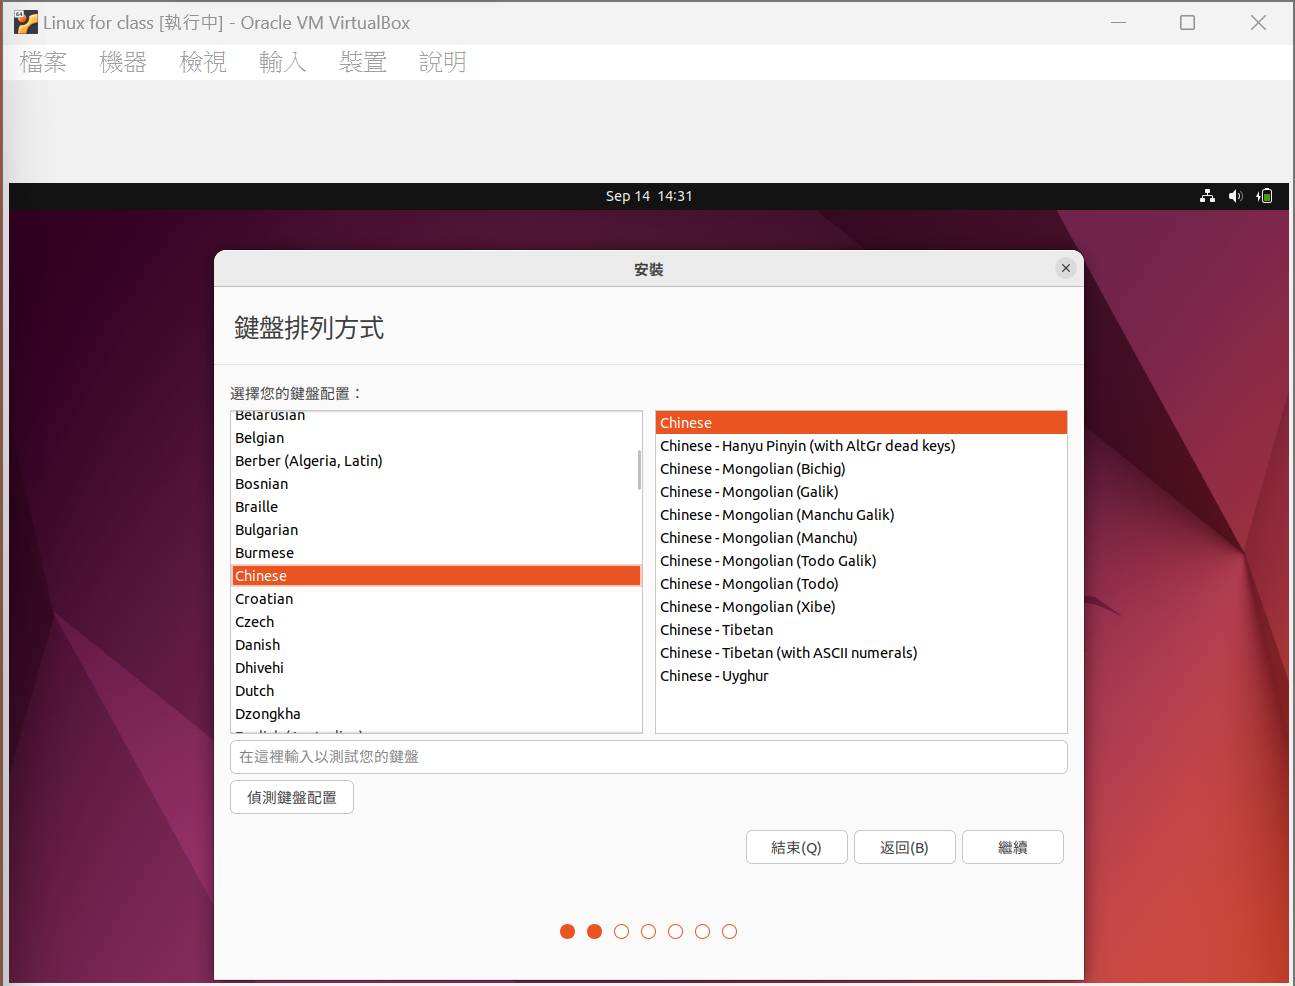 Linux for class [執行中] - Oracle VM VirtualBox
檔案 機器 檢視 輸入 裝置 說明
Sep 14 14:31
安裝
鍵盤排列方式
選擇您的鍵盤配置：
Belarusian
Belgian
Berber (Algeria, Latin)
Bosnian
Braille
Bulgarian
Burmese
Chinese
Croatian
Czech
Danish
Dhivehi
Dutch
Dzongkha
Chinese
Chinese - Hanyu Pinyin (with AltGr dead keys)
Chinese - Mongolian (Bichig)
Chinese - Mongolian (Galik)
Chinese - Mongolian (Manchu Galik)
Chinese - Mongolian (Manchu)
Chinese - Mongolian (Todo Galik)
Chinese - Mongolian (Todo)
Chinese - Mongolian (Xibe)
Chinese - Tibetan
Chinese - Tibetan (with ASCII numerals)
Chinese - Uyghur
在這裡輸入以測試您的鍵盤
偵測鍵盤配置
結束(Q) 返回(B) 繼續